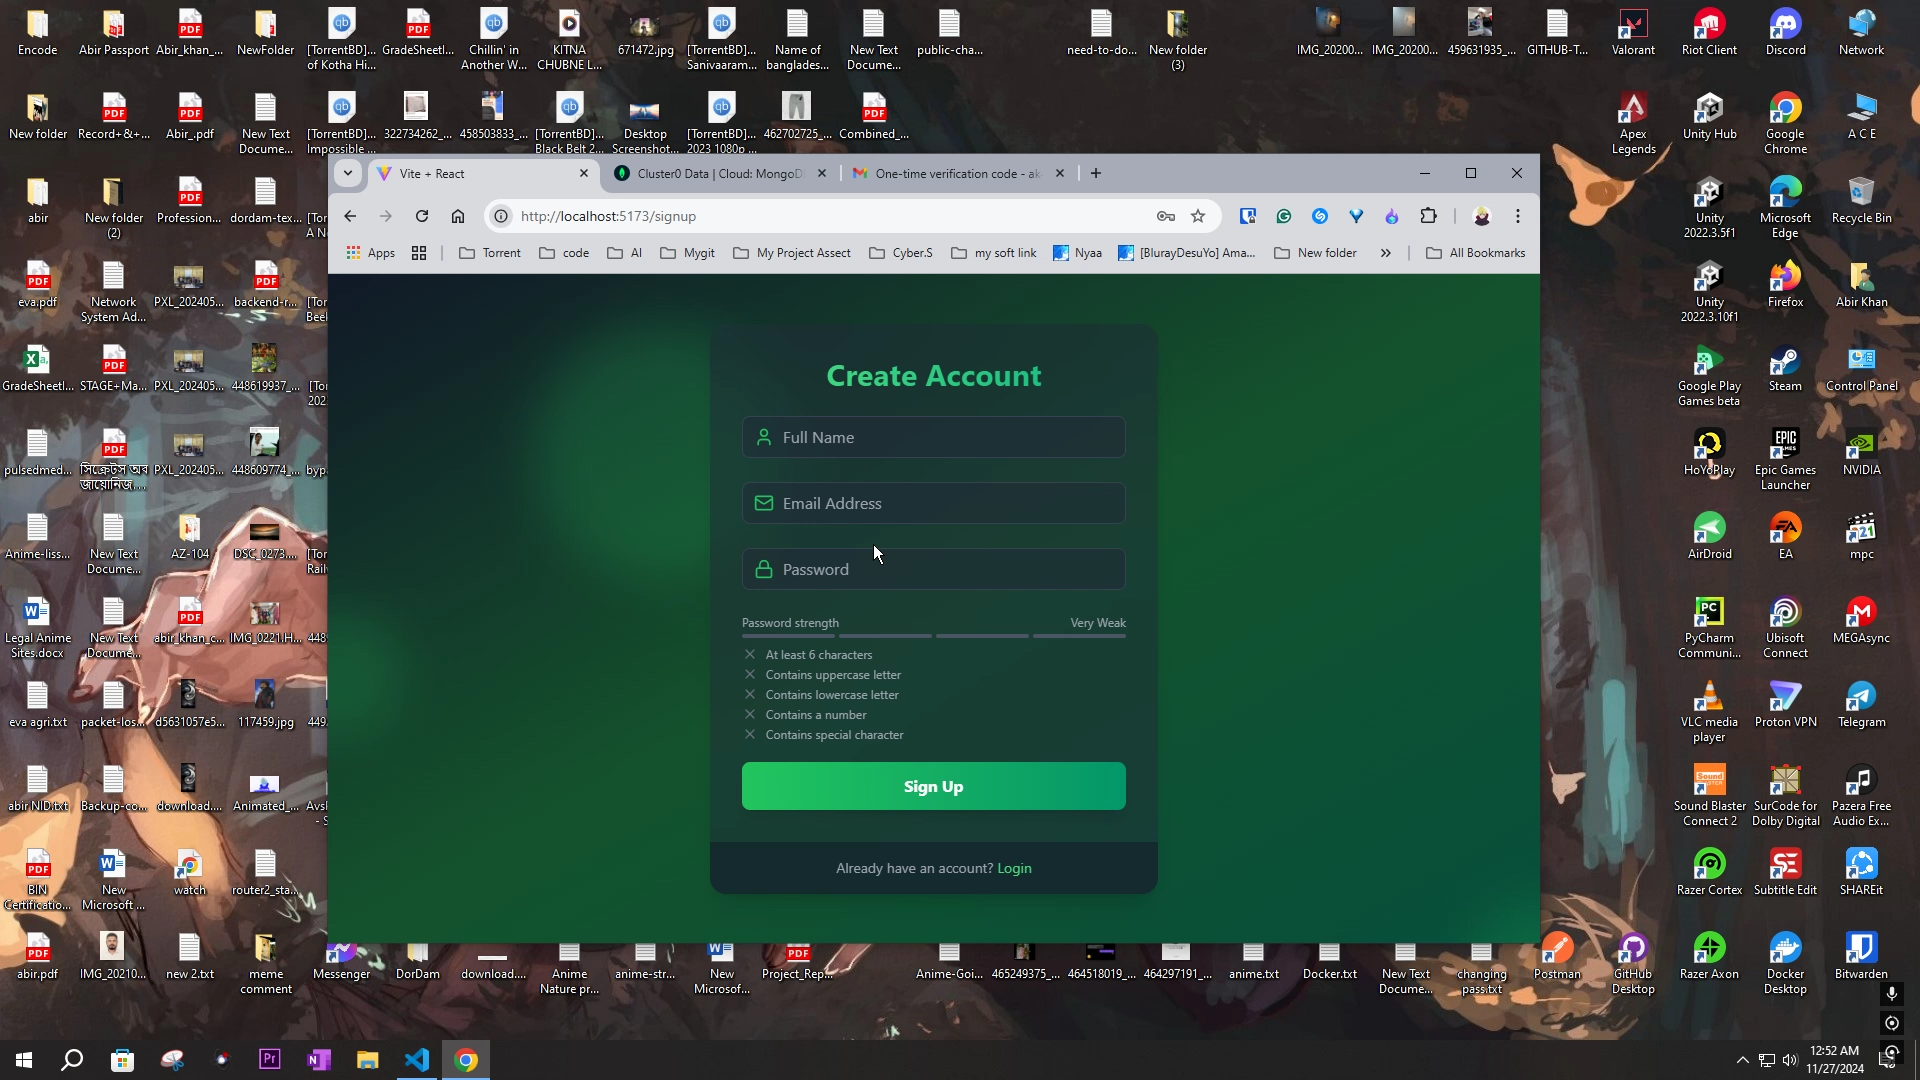 Encode
Abir Passport
Abir_khan_...
NewFolder
[TorrentBD]...
of Kotha Hi...
GradeSheetI...
Chillin' in
Another W...
KITNA
CHUBNE L...
671472.jpg
[TorrentBD]...
Sanivaaram...
Name of
banglades...
New Text
Docume...
public-cha...
need-to-do...
New folder
(3)
IMG_20200...
IMG_20200...
459631935_...
GITHUB-T...
Valorant
Riot Client
Discord
Network
New folder
Record+&+...
Abir_.pdf
New Text
Docume...
[TorrentBD]...
Impossible ...
322734262_...
458503833_...
[TorrentBD]...
Black Belt 2...
Desktop
Screenshot...
[TorrentBD]...
2023 1080p ...
462702725_...
Combined_...
Apex
Legends
Unity Hub
Google
Chrome
A C E
Vite + React
Cluster0 Data | Cloud: MongoD
One-time verification code - ak
http://localhost:5173/signup
Apps
Torrent
code
AI
Mygit
My Project Assect
Cyber.S
my soft link
Nyaa
[BlurayDesuYo] Ama...
New folder
All Bookmarks
abir
New folder
(2)
Profession...
dordam-tex...
Unity
2022.3.5f1
Microsoft
Edge
Recycle Bin
eva.pdf
Network
System Ad...
PXL_202405...
backend-r...
Unity
2022.3.10f1
Firefox
Abir Khan
GradeSheetI...
STAGE+Ma...
PXL_202405...
448619937_...
Google Play
Games beta
Steam
Control Panel
pulsedmed...
সিক্রেটস অব
জায়োনিজ...
PXL_202405...
448609774_...
HoYoPlay
Epic Games
Launcher
NVIDIA
Anime-liss...
New Text
Docume...
AZ-104
DSC_0273....
AirDroid
EA
mpc
Legal Anime
Sites.docx
New Text
Docume...
abir_khan_c...
IMG_0221.H...
PyCharm
Communi...
Ubisoft
Connect
MEGAsync
eva agri.txt
packet-los...
d5631057e5...
117459.jpg
VLC media
player
Proton VPN
Telegram
abir NID.txt
Backup-co...
download....
Animated_...
Sound Blaster
Connect 2
SurCode for
Dolby Digital
Pazera Free
Audio Ex...
BIN
Certificatio...
New
Microsoft ...
watch
router2_sta...
Razer Cortex
Subtitle Edit
SHAREit
Create Account
Full Name
Email Address
Password
Password strength
Very Weak
At least 6 characters
Contains uppercase letter
Contains lowercase letter
Contains a number
Contains special character
Sign Up
Already have an account? Login
abir.pdf
IMG_20210...
new 2.txt
meme
comment
Messenger
DorDam
download....
Anime
Nature pr...
anime-str...
New
Microsof...
Project_Rep...
Anime-Goi...
465249375_...
464518019_...
464297191_...
anime.txt
Docker.txt
New Text
Docume...
changing
pass.txt
Postman
GitHub
Desktop
Razer Axon
Docker
Desktop
Bitwarden
12:52 AM
11/27/2024